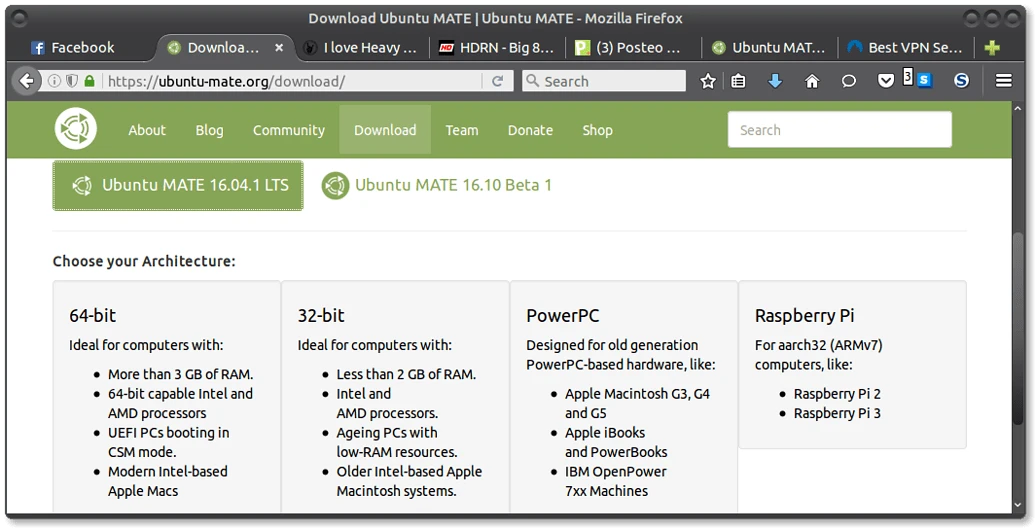 Download Ubuntu MATE | Ubuntu MATE - Mozilla Firefox
Facebook
Downloa...
I love Heavy ...
HDRN - Big 8...
(3) Posteo ...
Ubuntu MAT...
Best VPN Se...
https://ubuntu-mate.org/download/
Search
3
About
Blog
Community
Download
Team
Donate
Shop
Search
Ubuntu MATE 16.04.1 LTS
Ubuntu MATE 16.10 Beta 1
Choose your Architecture:
64-bit
Ideal for computers with:
• More than 3 GB of RAM.
• 64-bit capable Intel and
AMD processors
• UEFI PCs booting in
CSM mode.
• Modern Intel-based
Apple Macs
32-bit
Ideal for computers with:
• Less than 2 GB of RAM.
• Intel and
AMD processors.
• Ageing PCs with
low-RAM resources.
• Older Intel-based Apple
Macintosh systems.
PowerPC
Designed for old generation
PowerPC-based hardware, like:
• Apple Macintosh G3, G4
and G5
• Apple iBooks
and PowerBooks
• IBM OpenPower
7xx Machines
Raspberry Pi
For aarch32 (ARMv7)
computers, like:
• Raspberry Pi 2
• Raspberry Pi 3